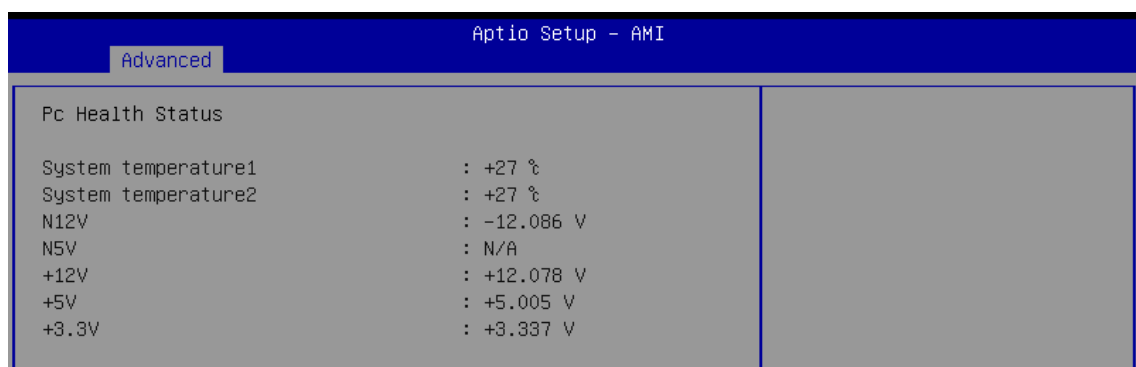 Aptio Setup – AMI
Advanced
Pc Health Status
System temperature1 : +27 ℃
System temperature2 : +27 ℃
N12V : -12.086 V
N5V : N/A
+12V : +12.078 V
+5V : +5.005 V
+3.3V : +3.337 V